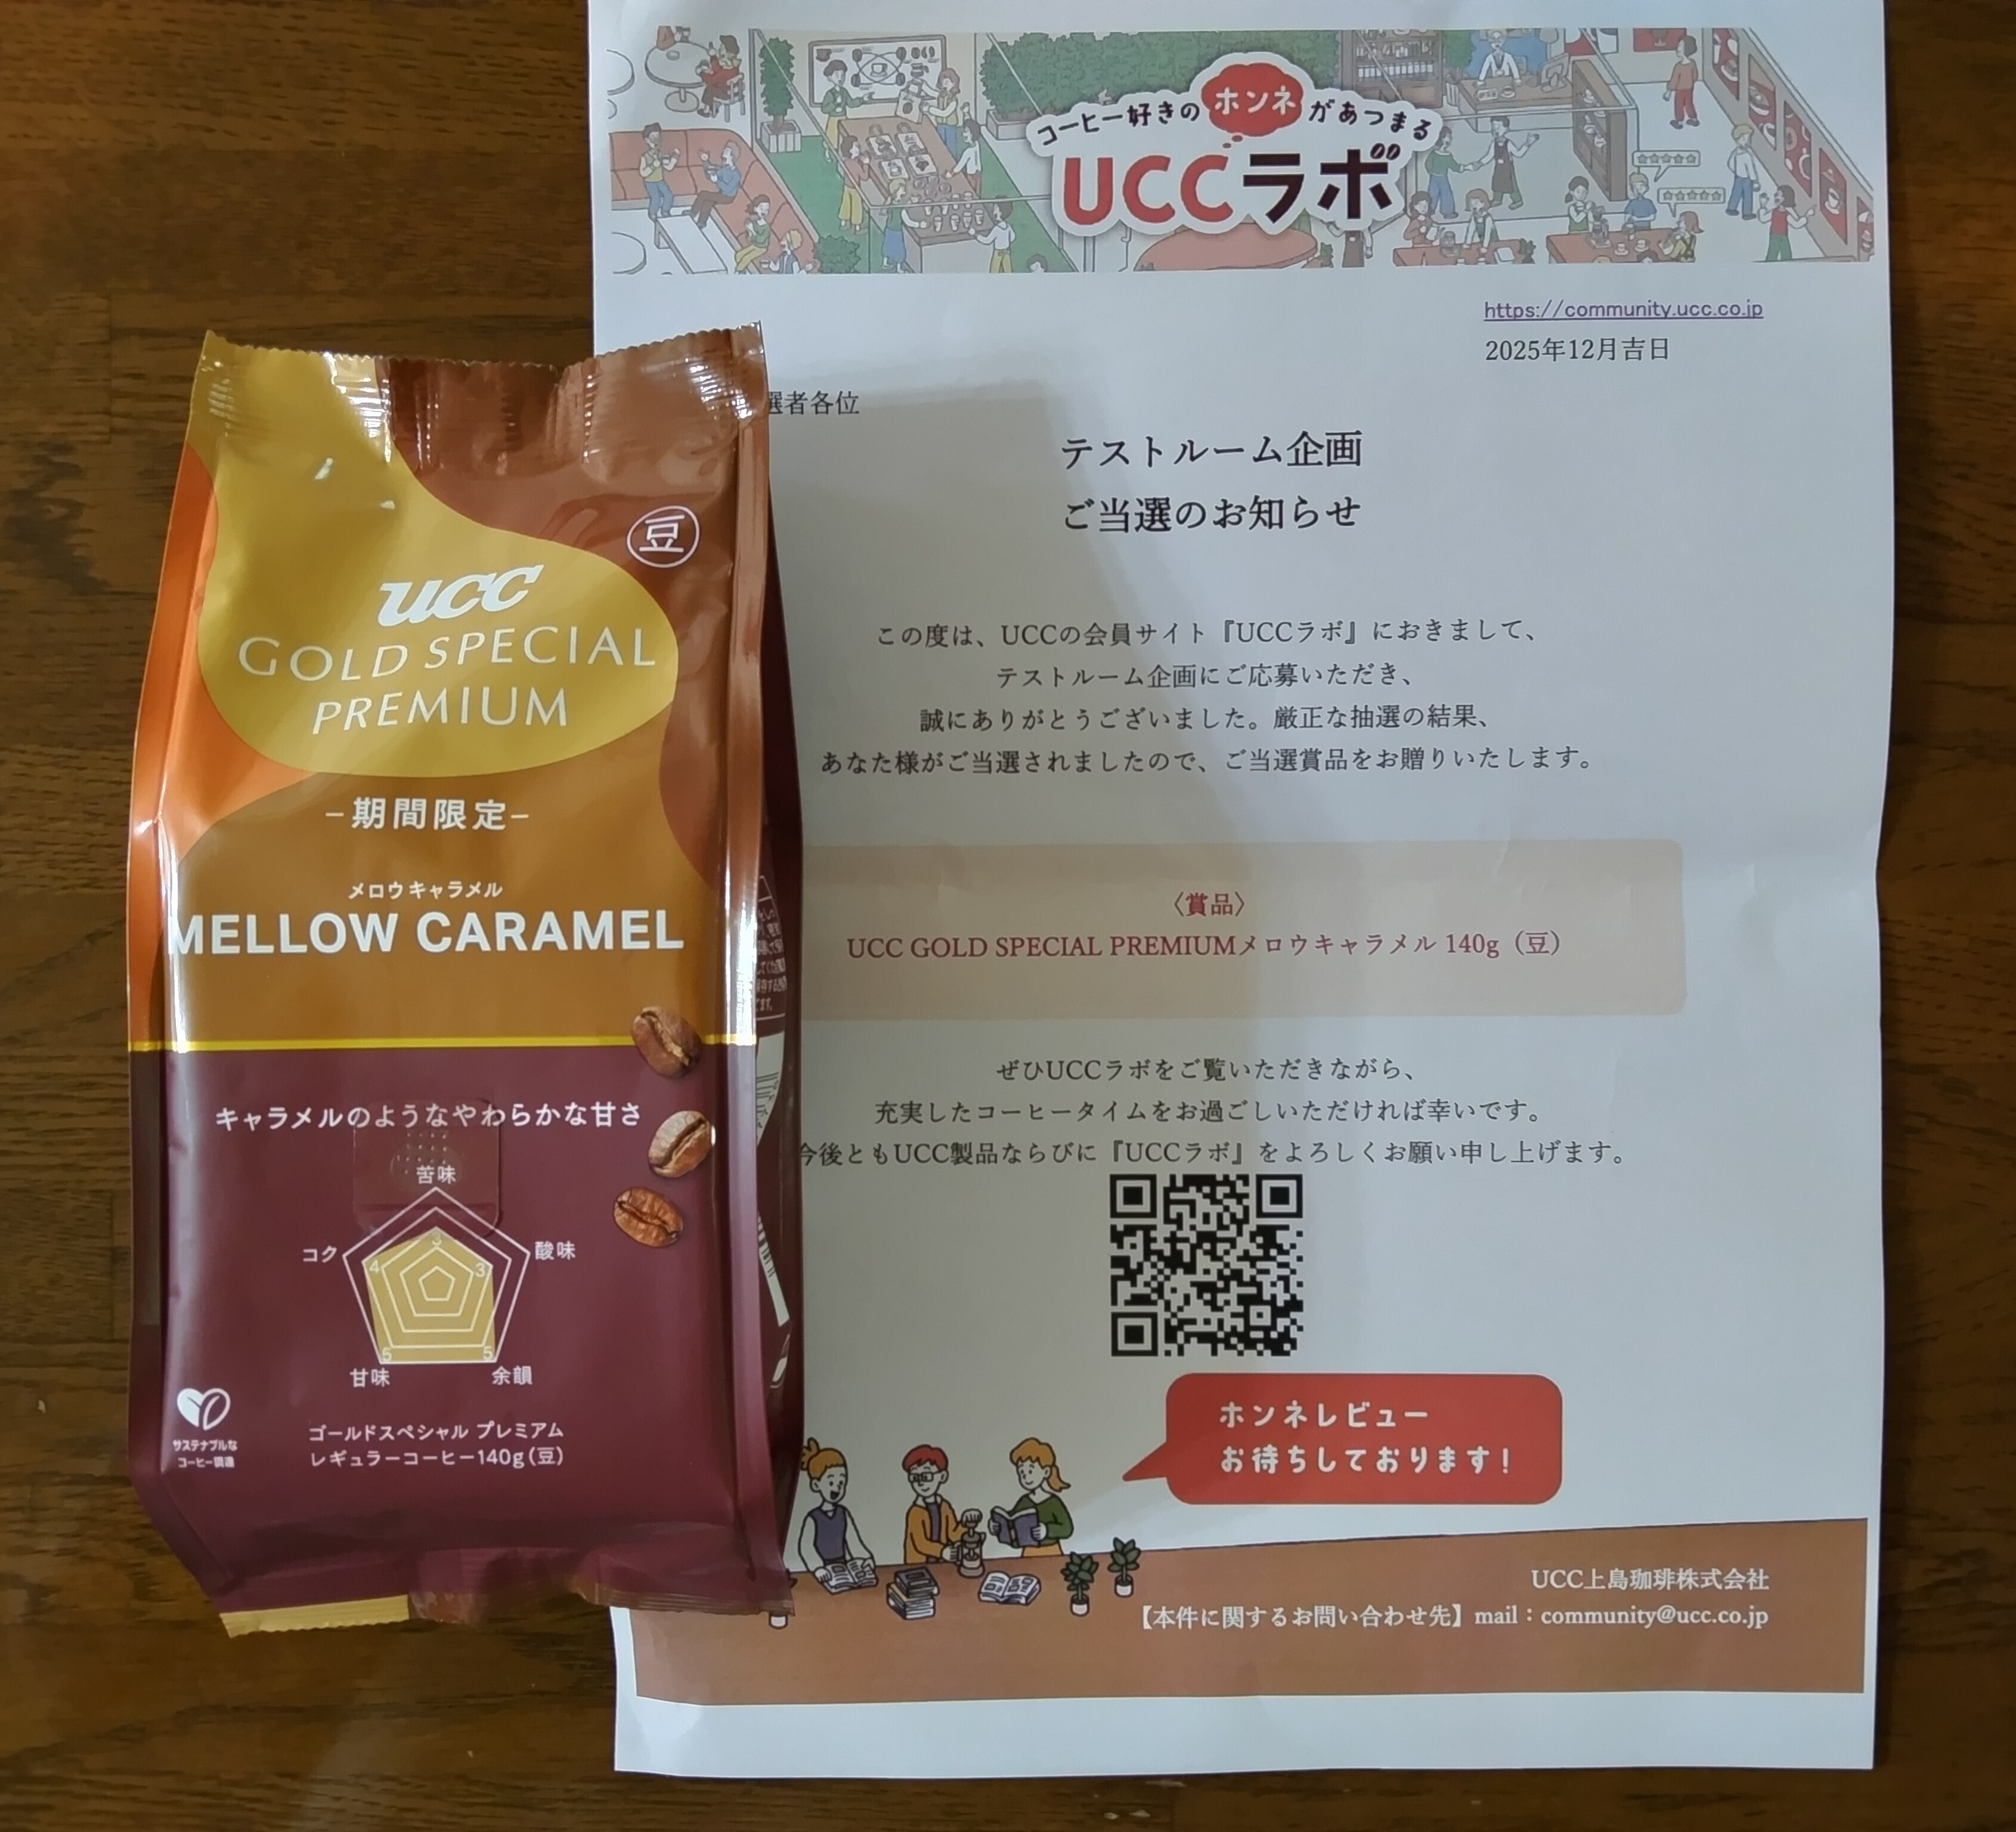 コーヒー好きのホンネがあつまる
UCCラボ
https://community.ucc.co.jp
2025年12月吉日
選者各位
テストルーム企画
ご当選のお知らせ
この度は、UCCの会員サイト『UCCラボ』におきまして、
テストルーム企画にご応募いただき、
誠にありがとうございました。厳正な抽選の結果、
あなた様がご当選されましたので、ご当選賞品をお贈りいたします。
〈賞品〉
UCC GOLD SPECIAL PREMIUMメロウキャラメル 140g（豆）
ぜひUCCラボをご覧いただきながら、
充実したコーヒータイムをお過ごしいただければ幸いです。
今後ともUCC製品ならびに『UCCラボ』をよろしくお願い申し上げます。
ホンネレビュー
お待ちしております！
UCC上島珈琲株式会社
【本件に関するお問い合わせ先】mail：community@ucc.co.jp
豆
ucc
GOLD SPECIAL
PREMIUM
–期間限定–
メロウキャラメル
MELLOW CARAMEL
キャラメルのようなやわらかな甘さ
苦味
3
コク
酸味
4
3
5
5
甘味
余韻
サステナブルな
コーヒー調達
ゴールドスペシャル プレミアム
レギュラーコーヒー140g（豆）